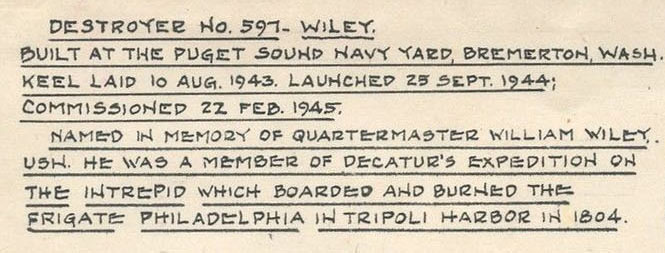 DESTROYER NO. 597- WILEY.
BUILT AT THE PUGET SOUND NAVY YARD, BREMERTON, WASH.
KEEL LAID 10 AUG. 1943. LAUNCHED 25 SEPT. 1944;
COMMISSIONED 22 FEB. 1945.
NAMED IN MEMORY OF QUARTERMASTER WILLIAM WILEY,
USN. HE WAS A MEMBER OF DECATUR'S EXPEDITION ON
THE INTREPID WHICH BOARDED AND BURNED THE
FRIGATE PHILADELPHIA IN TRIPOLI HARBOR IN 1804.